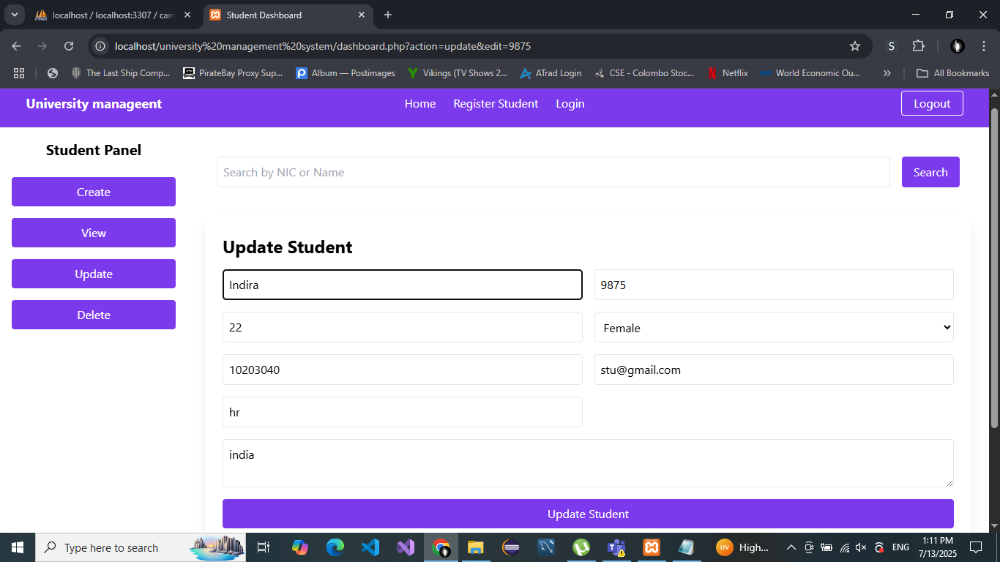 localhost / localhost:3307 / cam
Student Dashboard
localhost/university%20management%20system/dashboard.php?action=update&edit=9875
S
The Last Ship Comp...
PirateBay Proxy Sup...
Album — Postimages
Vikings (TV Shows 2...
ATrad Login
CSE - Colombo Stoc...
Netflix
World Economic Ou...
»
All Bookmarks
University manageent
Home
Register Student
Login
Logout
Student Panel
Create
View
Update
Delete
Search by NIC or Name
Search
Update Student
Indira
9875
22
Female
10203040
stu@gmail.com
hr
india
Update Student
Type here to search
UV
High...
ENG
1:11 PM
7/13/2025